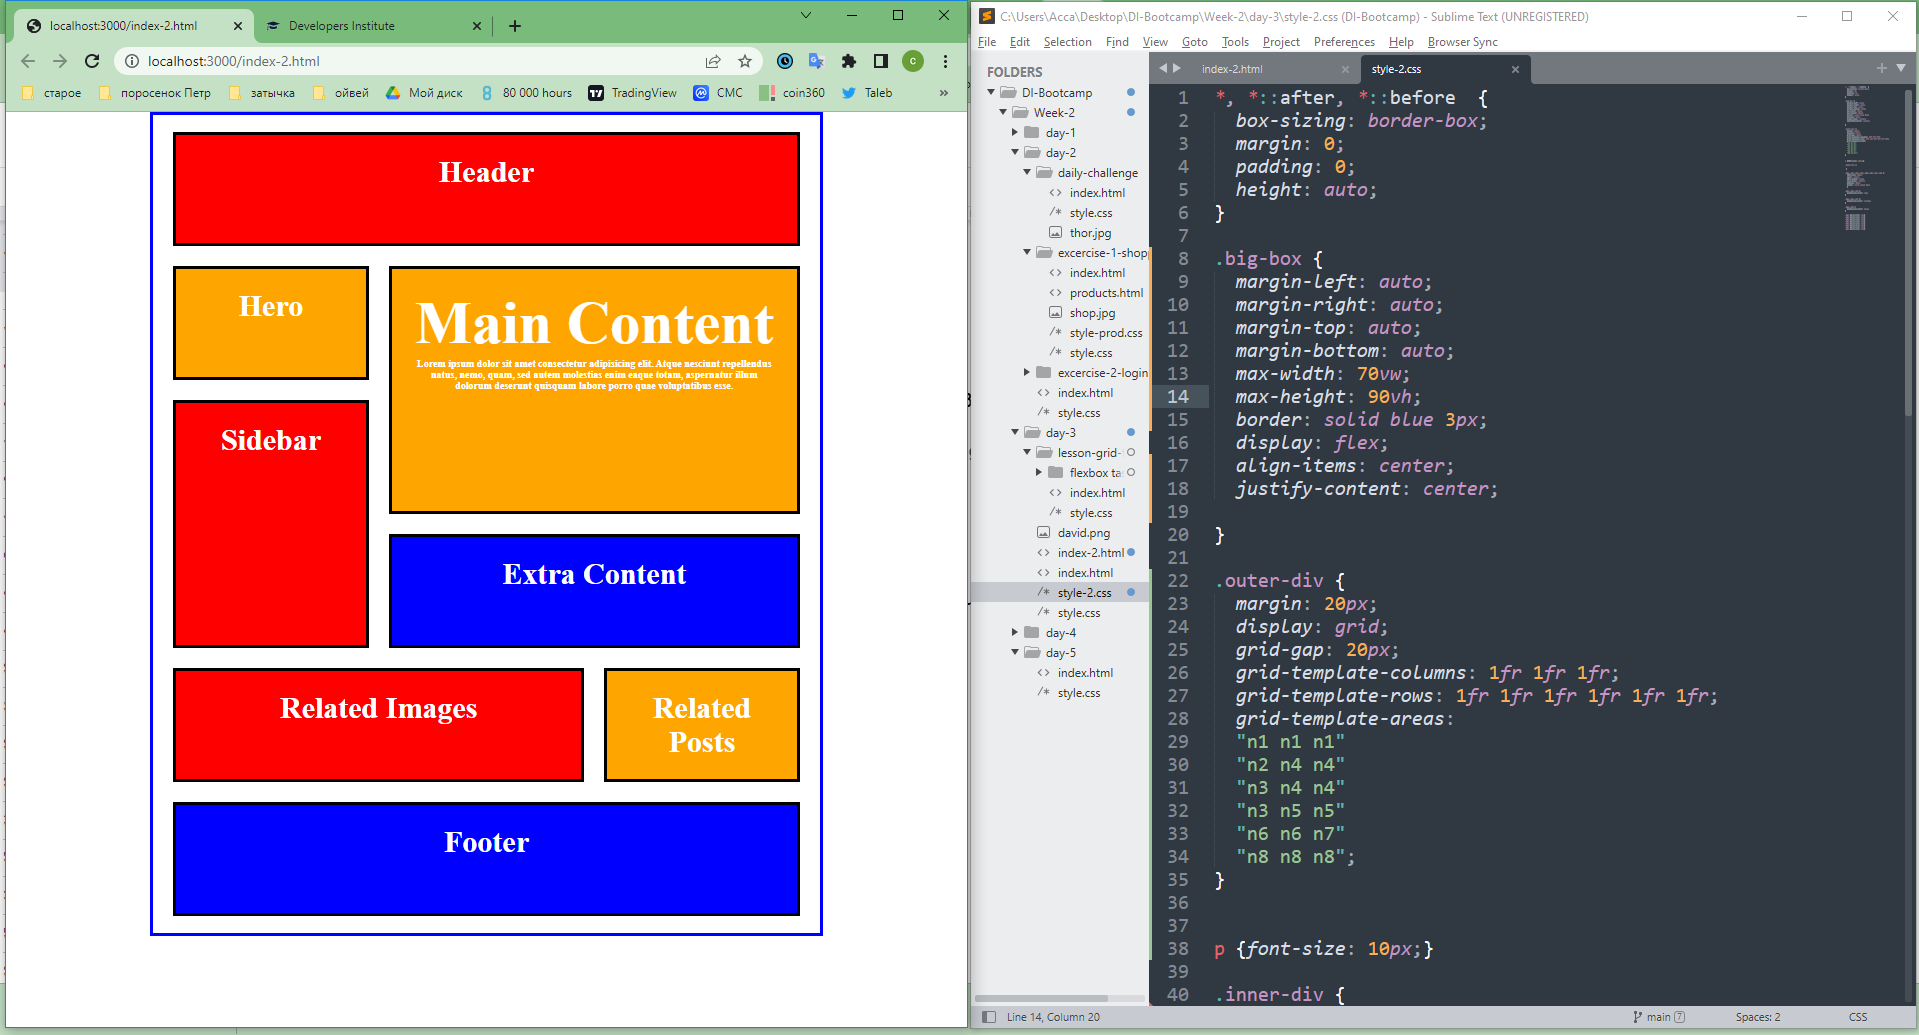 localhost:3000/index-2.html
Developers Institute
localhost:3000/index-2.html
c
старое
поросенок Петр
затычка
ойвей
Мой диск
80 000 hours
TradingView
CMC
coin360
Taleb
»
Header
Hero
Main Content
Lorem ipsum dolor sit amet consectetur adipisicing elit. Atque nesciunt repellendus
natus, nemo, quam, sed autem molestias enim eaque totam, aspernatur illum
dolorum deserunt quisquam labore porro quae voluptatibus esse.
Sidebar
Extra Content
Related Images
Related
Posts
Footer
C:\Users\Acca\Desktop\DI-Bootcamp\Week-2\day-3\style-2.css (DI-Bootcamp) - Sublime Text (UNREGISTERED)
File Edit Selection Find View Goto Tools Project Preferences Help Browser Sync
FOLDERS
DI-Bootcamp
Week-2
day-1
day-2
daily-challenge
<> index.html
/* style.css
thor.jpg
excercise-1-shop
<> index.html
<> products.html
shop.jpg
/* style-prod.css
/* style.css
excercise-2-login
<> index.html
/* style.css
day-3
lesson-grid-
flexbox ta
<> index.html
/* style.css
david.png
<> index-2.html
<> index.html
/* style-2.css
/* style.css
day-4
day-5
<> index.html
/* style.css
index-2.html
style-2.css
1 *, *::after, *::before  {
2 box-sizing: border-box;
3 margin: 0;
4 padding: 0;
5 height: auto;
6 }
7
8 .big-box {
9 margin-left: auto;
10 margin-right: auto;
11 margin-top: auto;
12 margin-bottom: auto;
13 max-width: 70vw;
14 max-height: 90vh;
15 border: solid blue 3px;
16 display: flex;
17 align-items: center;
18 justify-content: center;
19
20 }
21
22 .outer-div {
23 margin: 20px;
24 display: grid;
25 grid-gap: 20px;
26 grid-template-columns: 1fr 1fr 1fr;
27 grid-template-rows: 1fr 1fr 1fr 1fr 1fr 1fr;
28 grid-template-areas:
29 "n1 n1 n1"
30 "n2 n4 n4"
31 "n3 n4 n4"
32 "n3 n5 n5"
33 "n6 n6 n7"
34 "n8 n8 n8";
35 }
36
37
38 p {font-size: 10px;}
39
40 .inner-div {
Line 14, Column 20
main 7
Spaces: 2
CSS